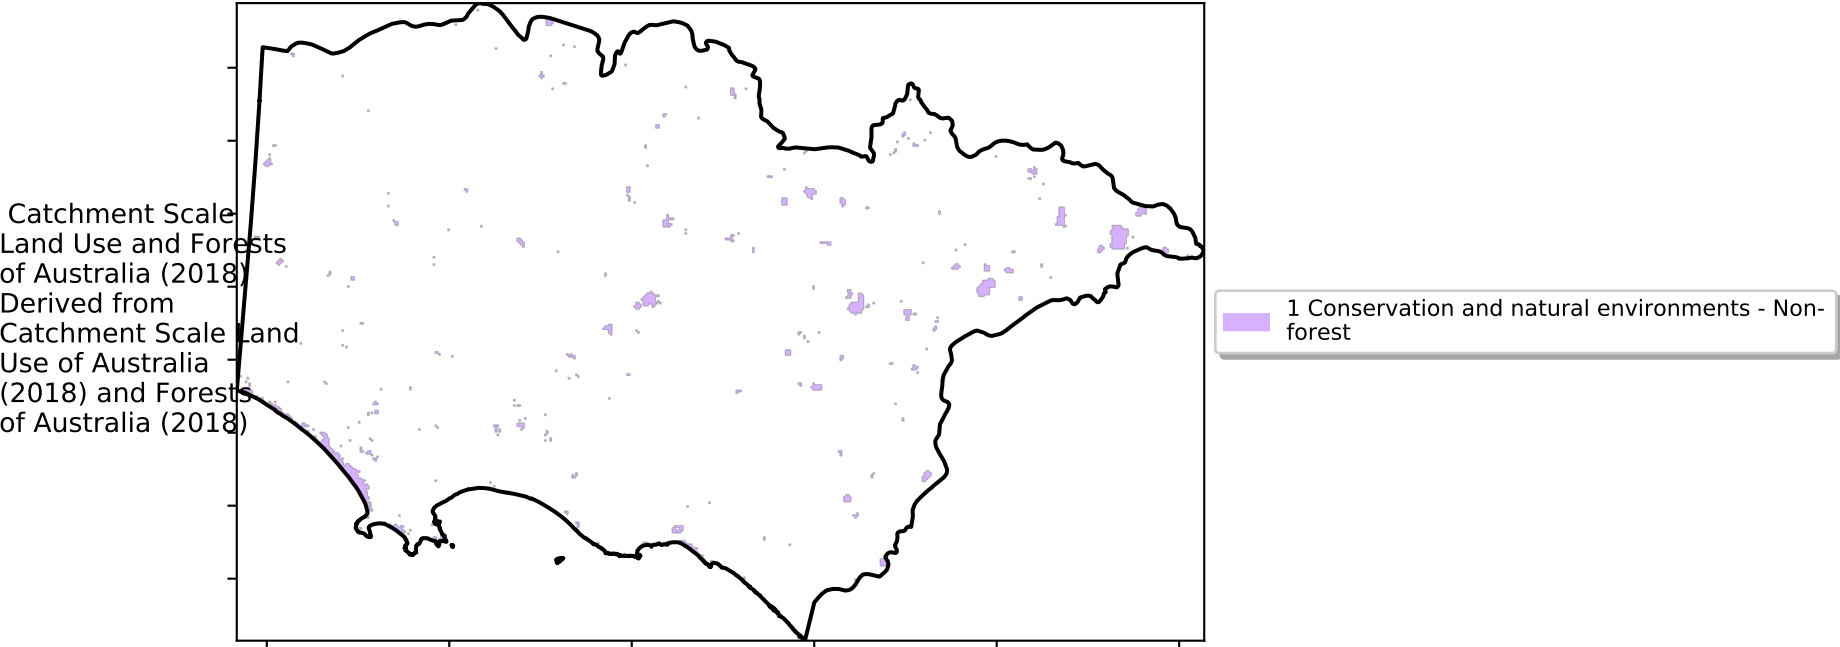 Catchment Scale
Land Use and Forests
of Australia (2018)
Derived from
Catchment Scale Land
Use of Australia
(2018) and Forests
of Australia (2018)
1 Conservation and natural environments - Non-
forest